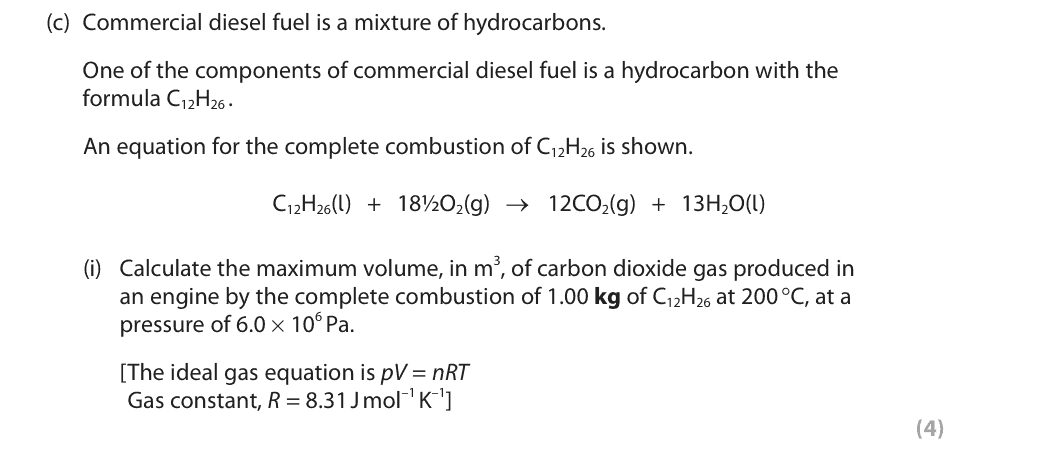 (c) Commercial diesel fuel is a mixture of hydrocarbons.
One of the components of commercial diesel fuel is a hydrocarbon with the
formula C₁₂H₂₆.
An equation for the complete combustion of C₁₂H₂₆ is shown.
C₁₂H₂₆(l) + 18½O₂(g) → 12CO₂(g) + 13H₂O(l)
(i) Calculate the maximum volume, in m³, of carbon dioxide gas produced in
an engine by the complete combustion of 1.00 kg of C₁₂H₂₆ at 200 °C, at a
pressure of 6.0 × 10⁶ Pa.
[The ideal gas equation is pV = nRT
Gas constant, R = 8.31 J mol⁻¹ K⁻¹]
(4)